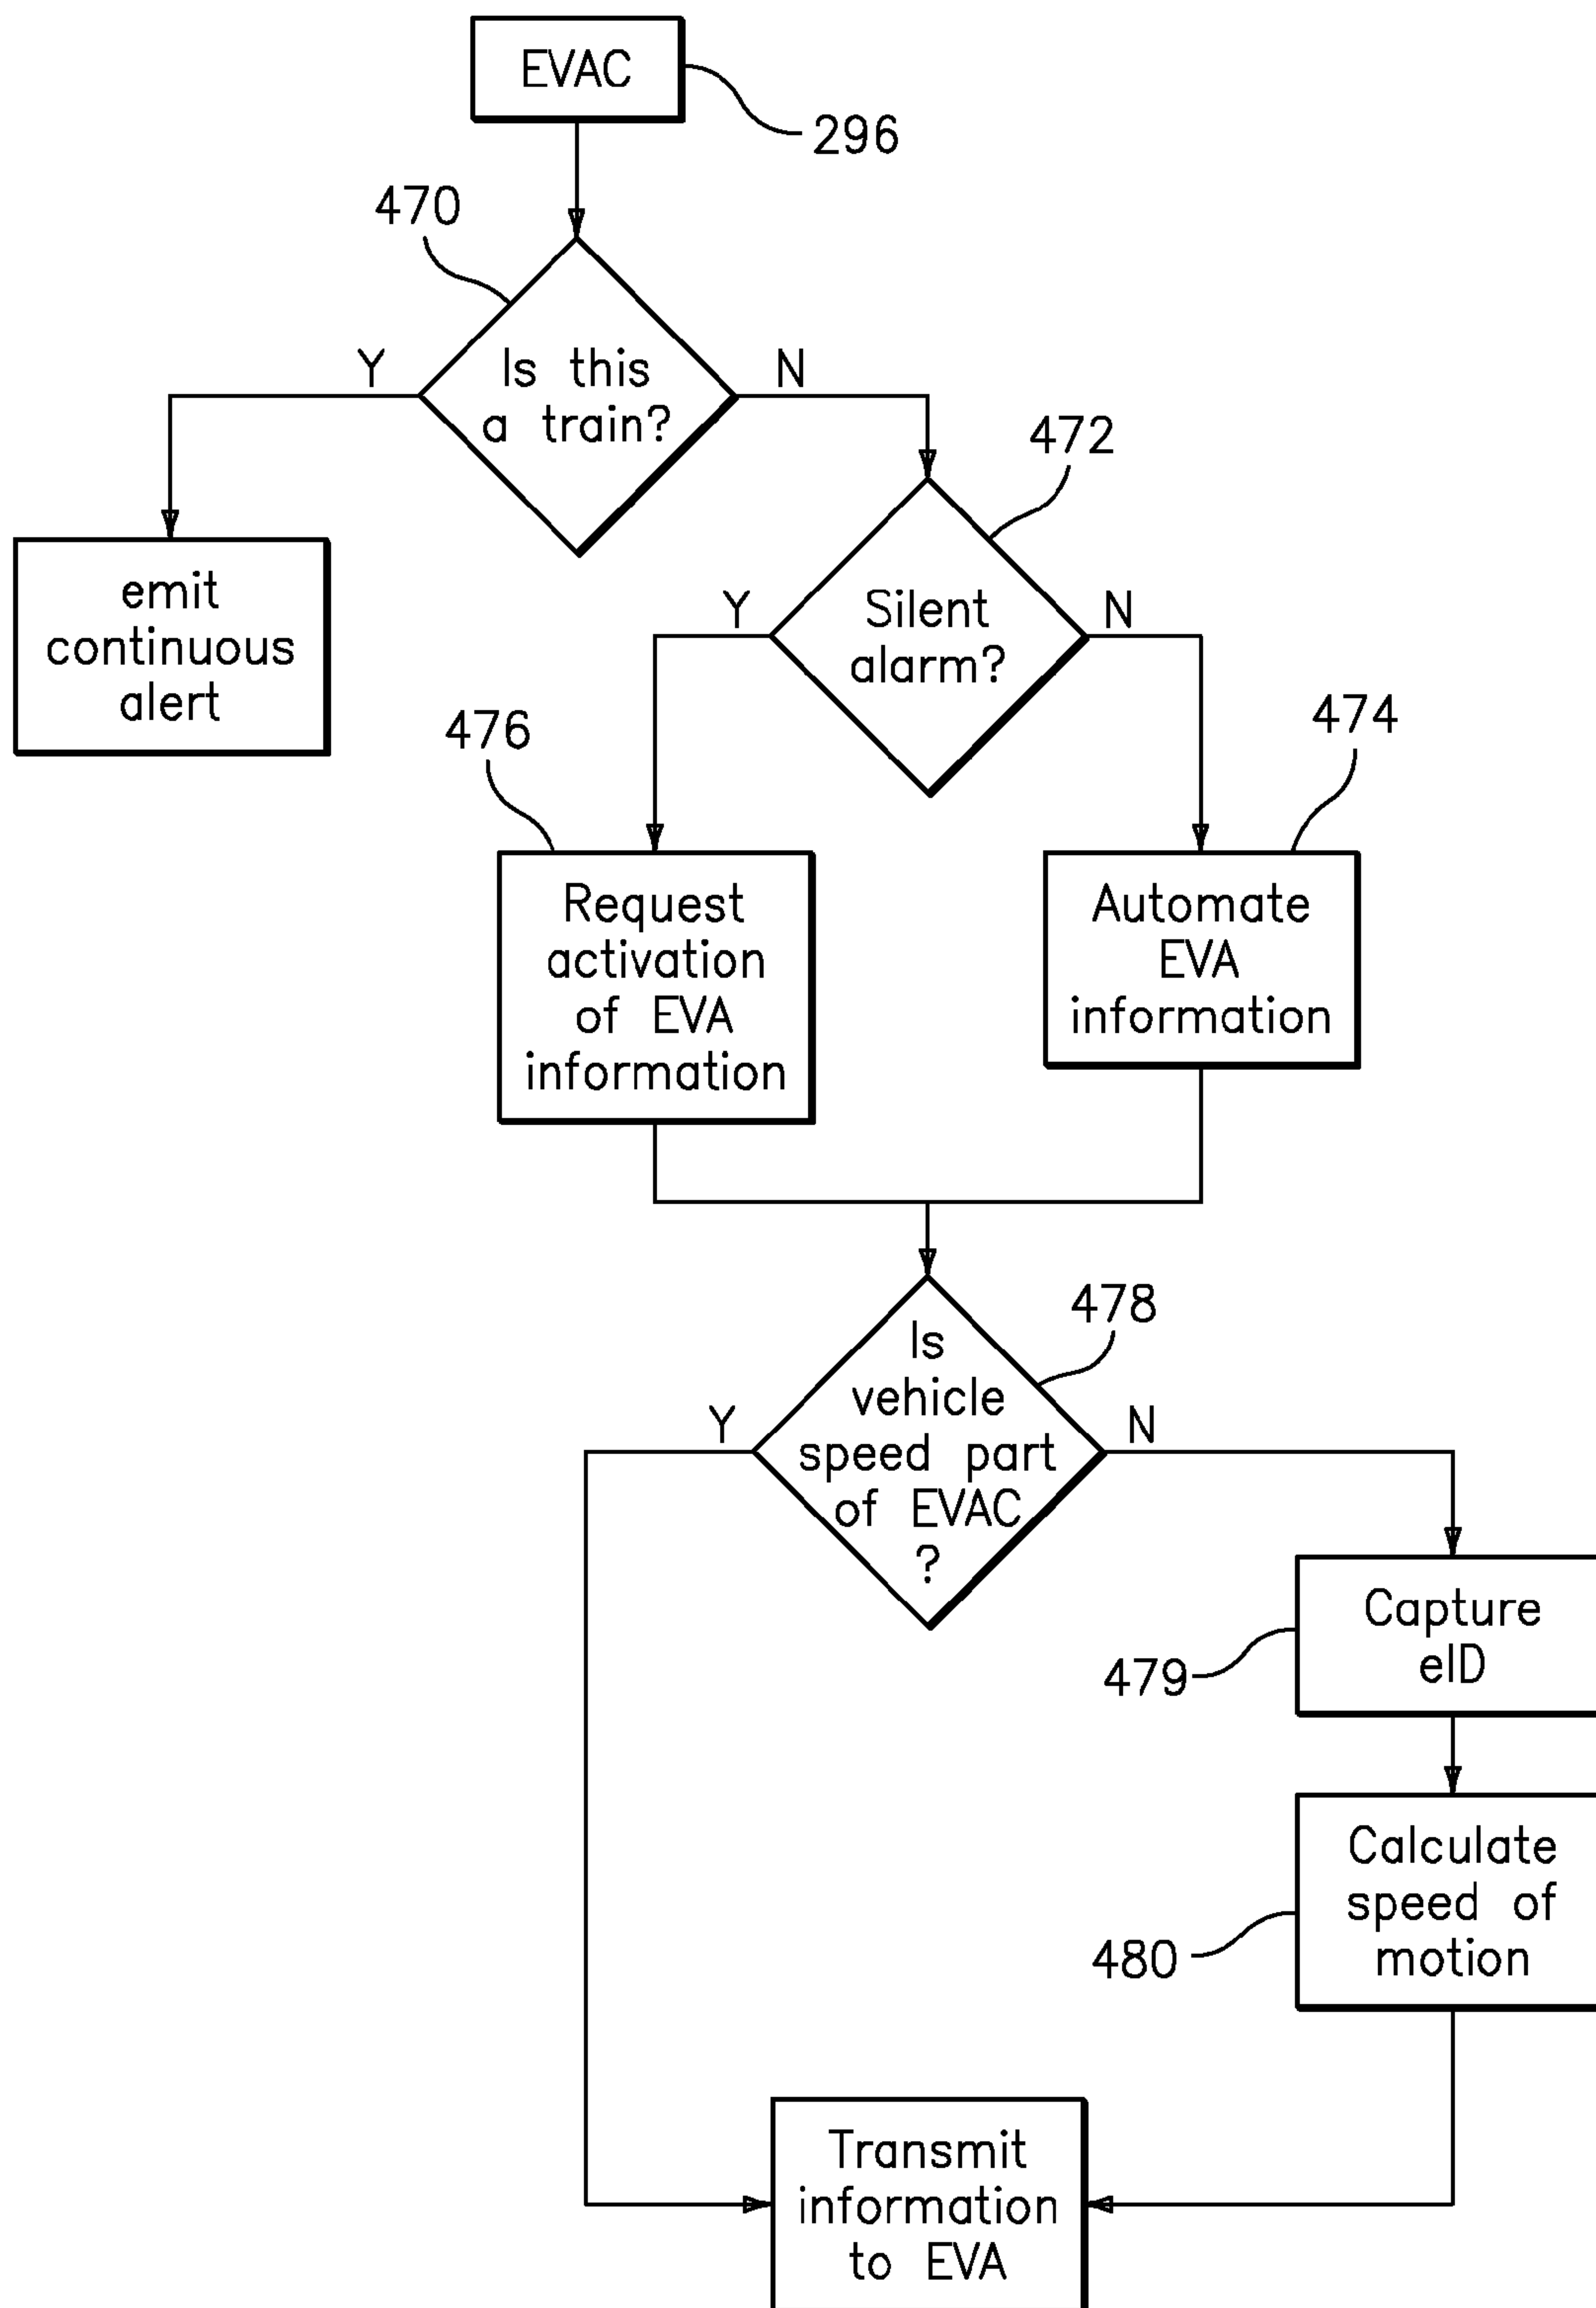 EVAC
296
470
Y
Is this
a train?
N
472
emit
continuous
alert
Y
Silent
alarm?
N
476
474
Request
activation
of EVA
information
Automate
EVA
information
478
Y
Is
vehicle
speed part
of EVAC
?
N
Capture
eID
479
Calculate
speed of
motion
480
Transmit
information
to EVA